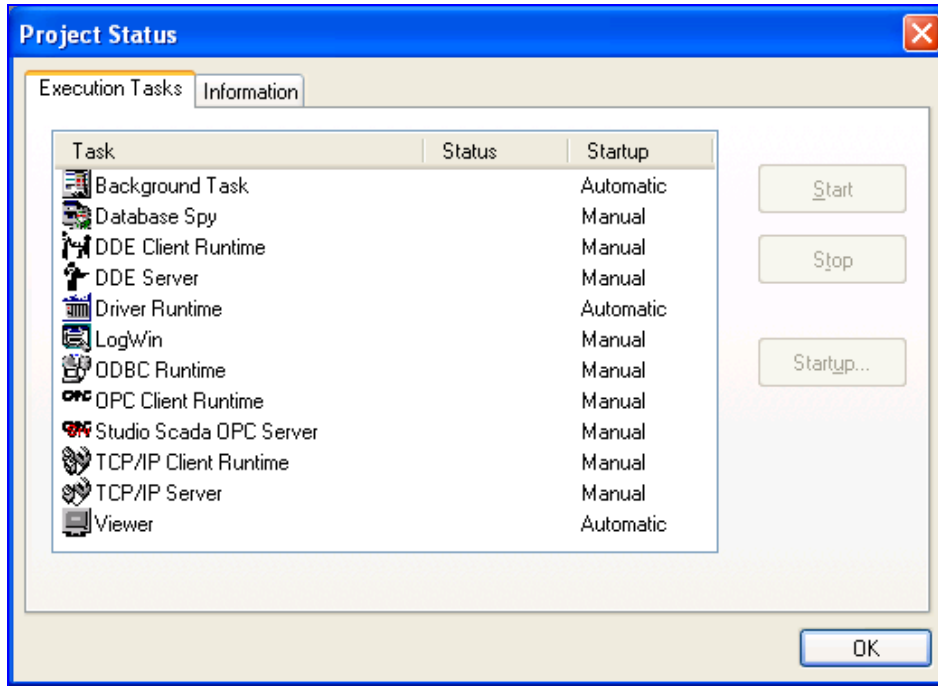 Project Status
Execution Tasks Information
Task Status Startup
Background Task Automatic
Database Spy Manual
DDE Client Runtime Manual
DDE Server Manual
Driver Runtime Automatic
LogWin Manual
ODBC Runtime Manual
OPC OPC Client Runtime Manual
Studio Scada OPC Server Manual
TCP/IP Client Runtime Manual
TCP/IP Server Manual
Viewer Automatic
Start
Stop
Startup...
OK